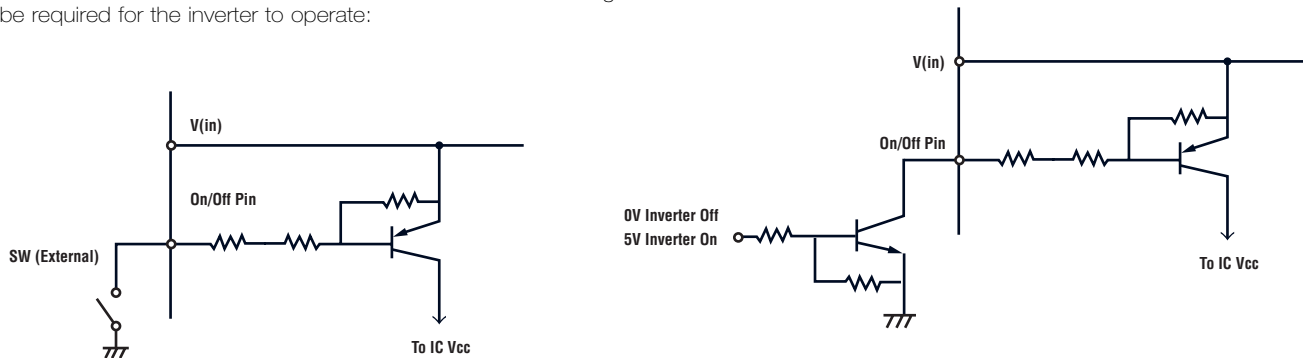 be required for the inverter to operate:
V(in)
On/Off Pin
SW (External)
To IC Vcc
V(in)
On/Off Pin
0V Inverter Off
5V Inverter On
To IC Vcc